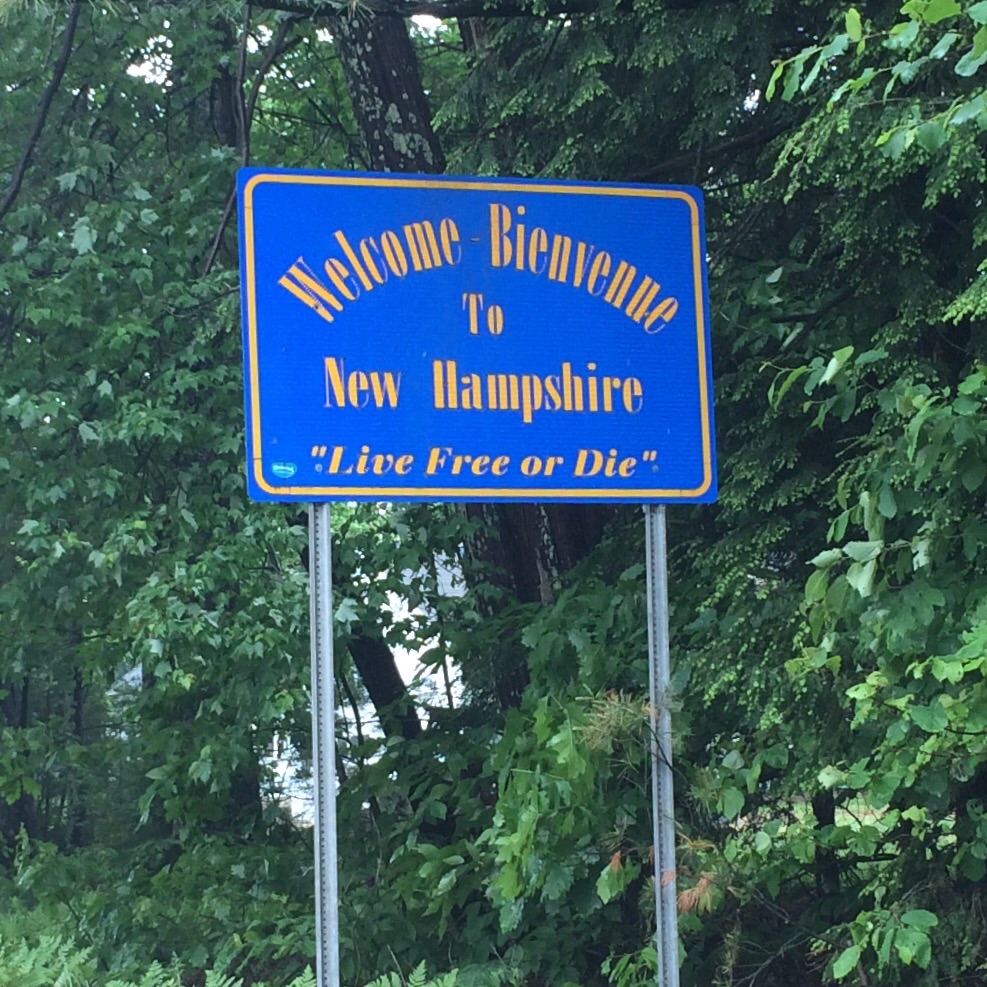 Welcome - Bienvenue
To
New Hampshire
"Live Free or Die"